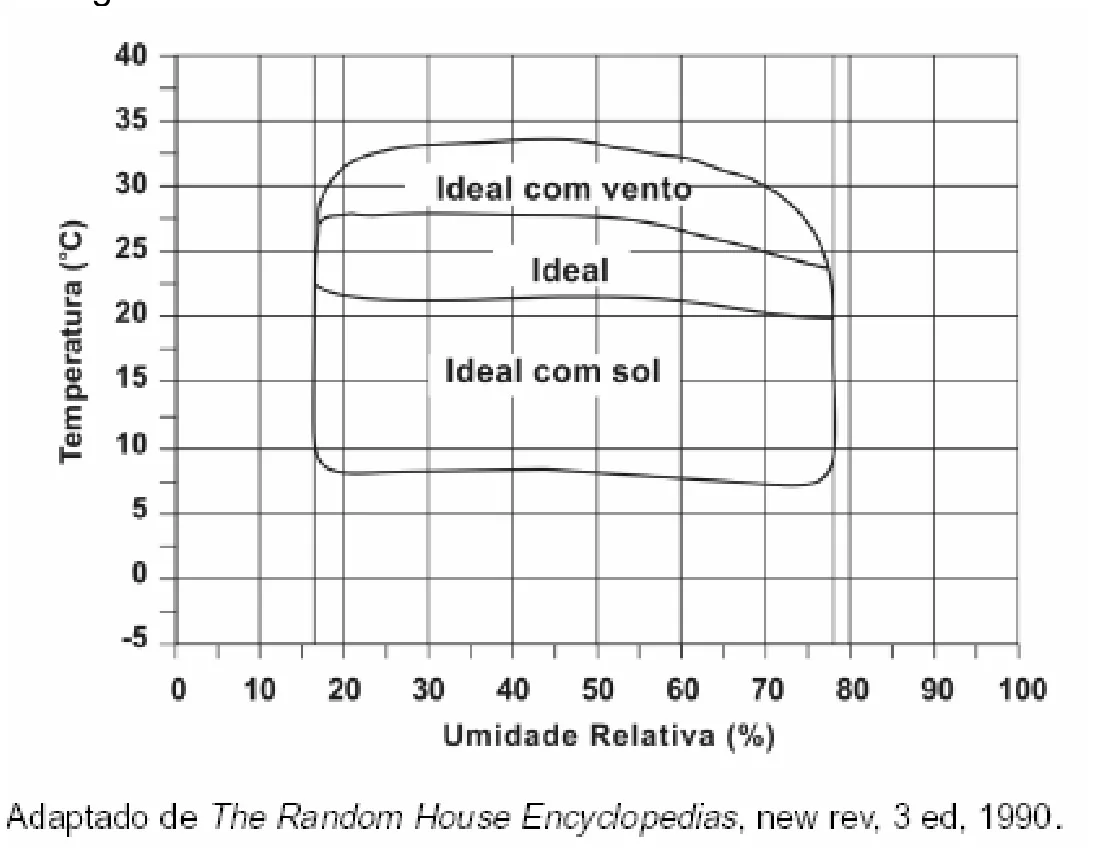 40
35
30
25
20
15
10
5
0
-5
Temperatura (°C)
Ideal com vento
Ideal
Ideal com sol
0 10 20 30 40 50 60 70 80 90 100
Umidade Relativa (%)
Adaptado de The Random House Encyclopedias, new rev, 3 ed, 1990.